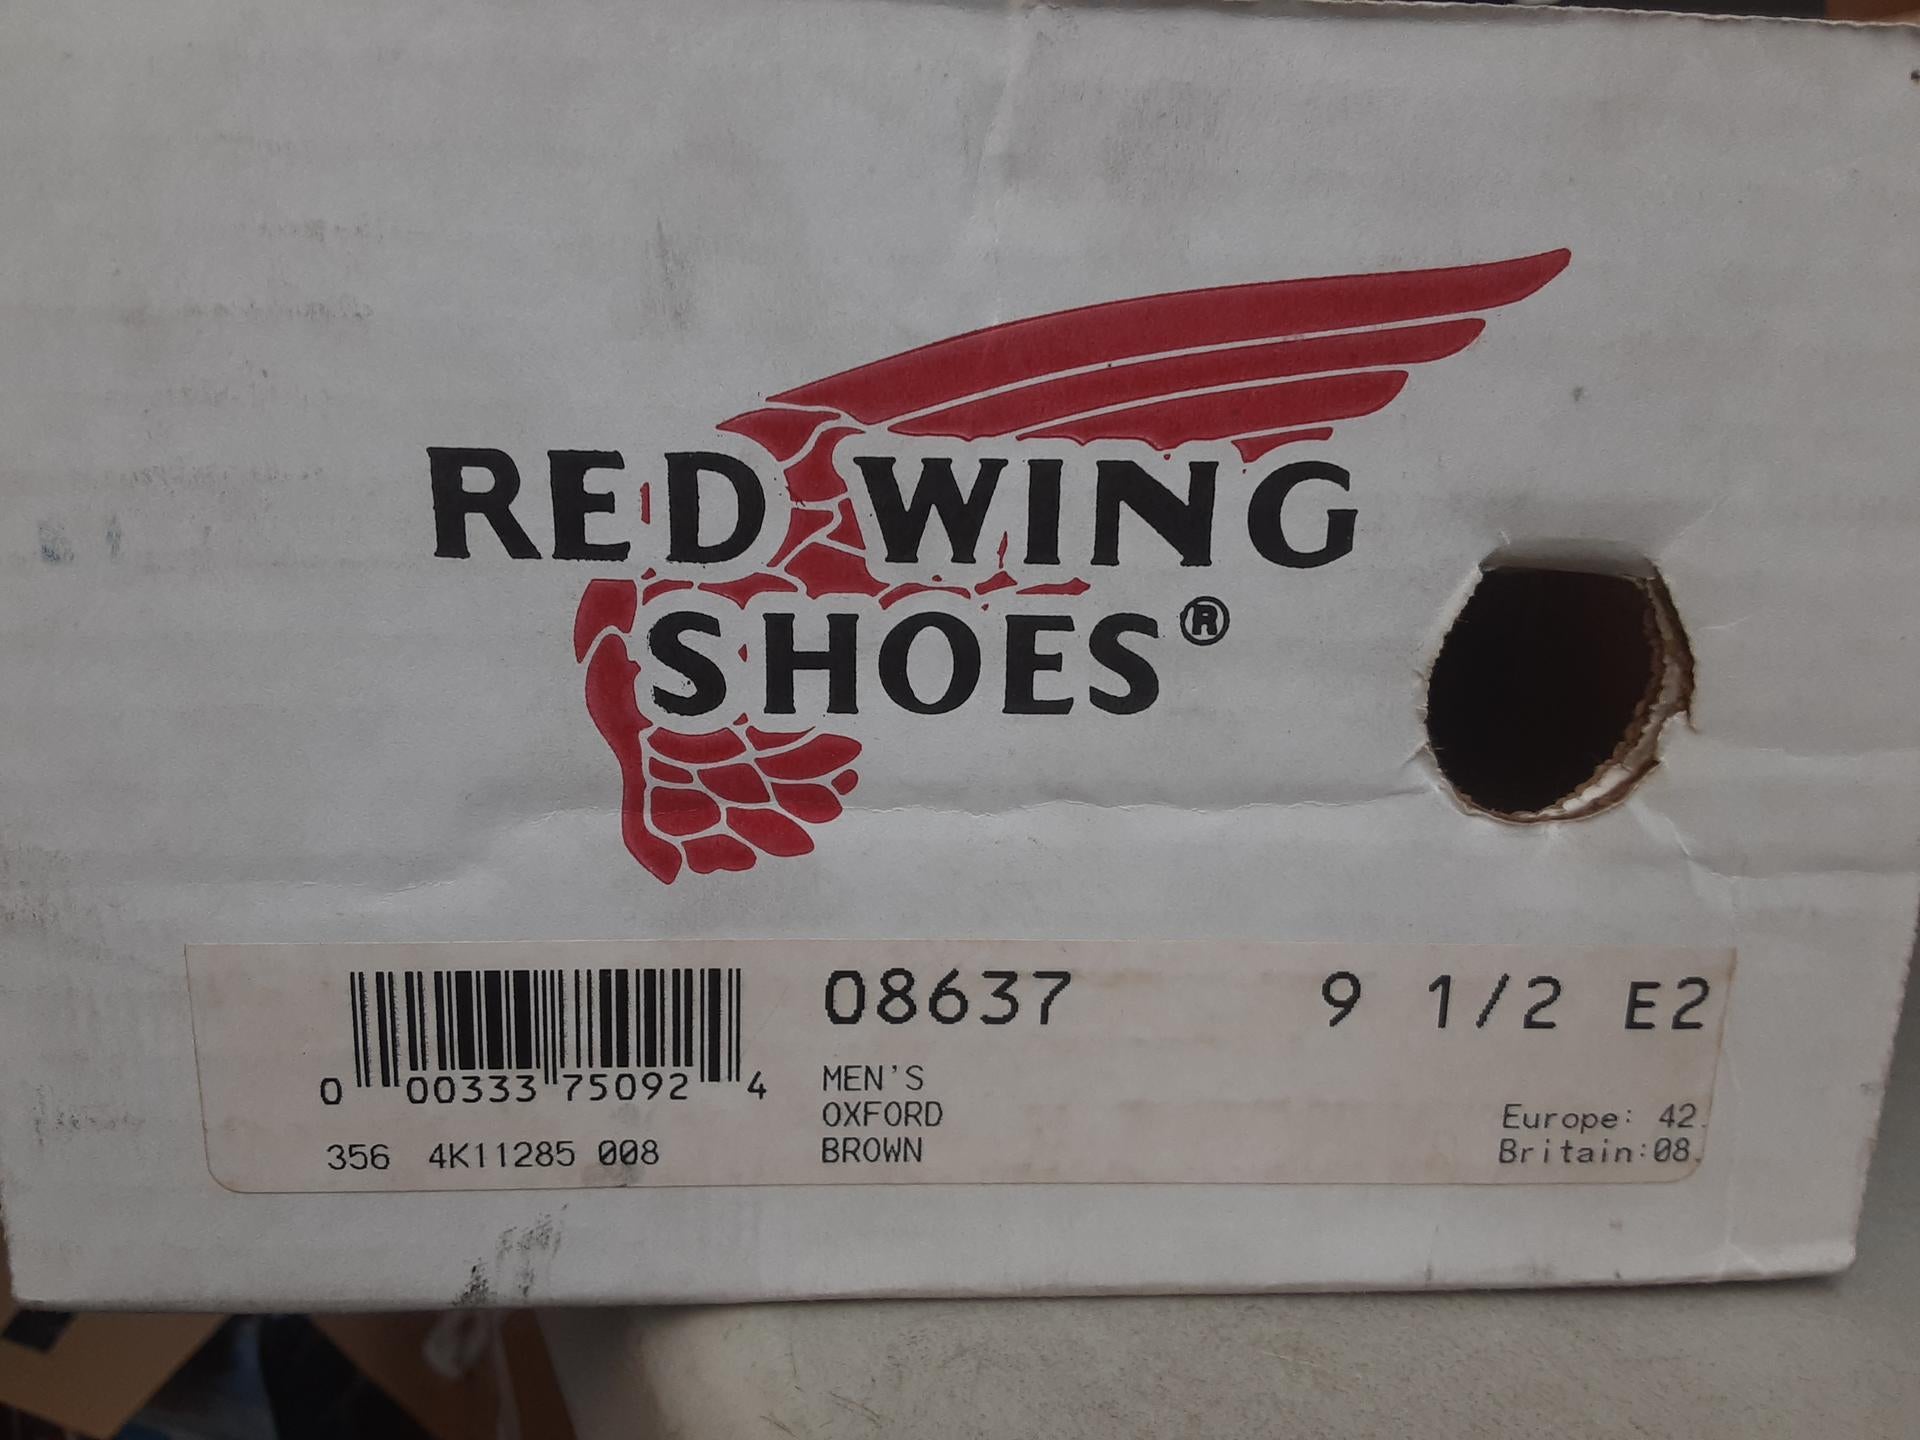 RED WING
SHOES®
08637 9 1/2 E2
0 00333 75092 4
MEN'S
OXFORD
BROWN
356 4K11285 008
Europe: 42.
Britain:08.